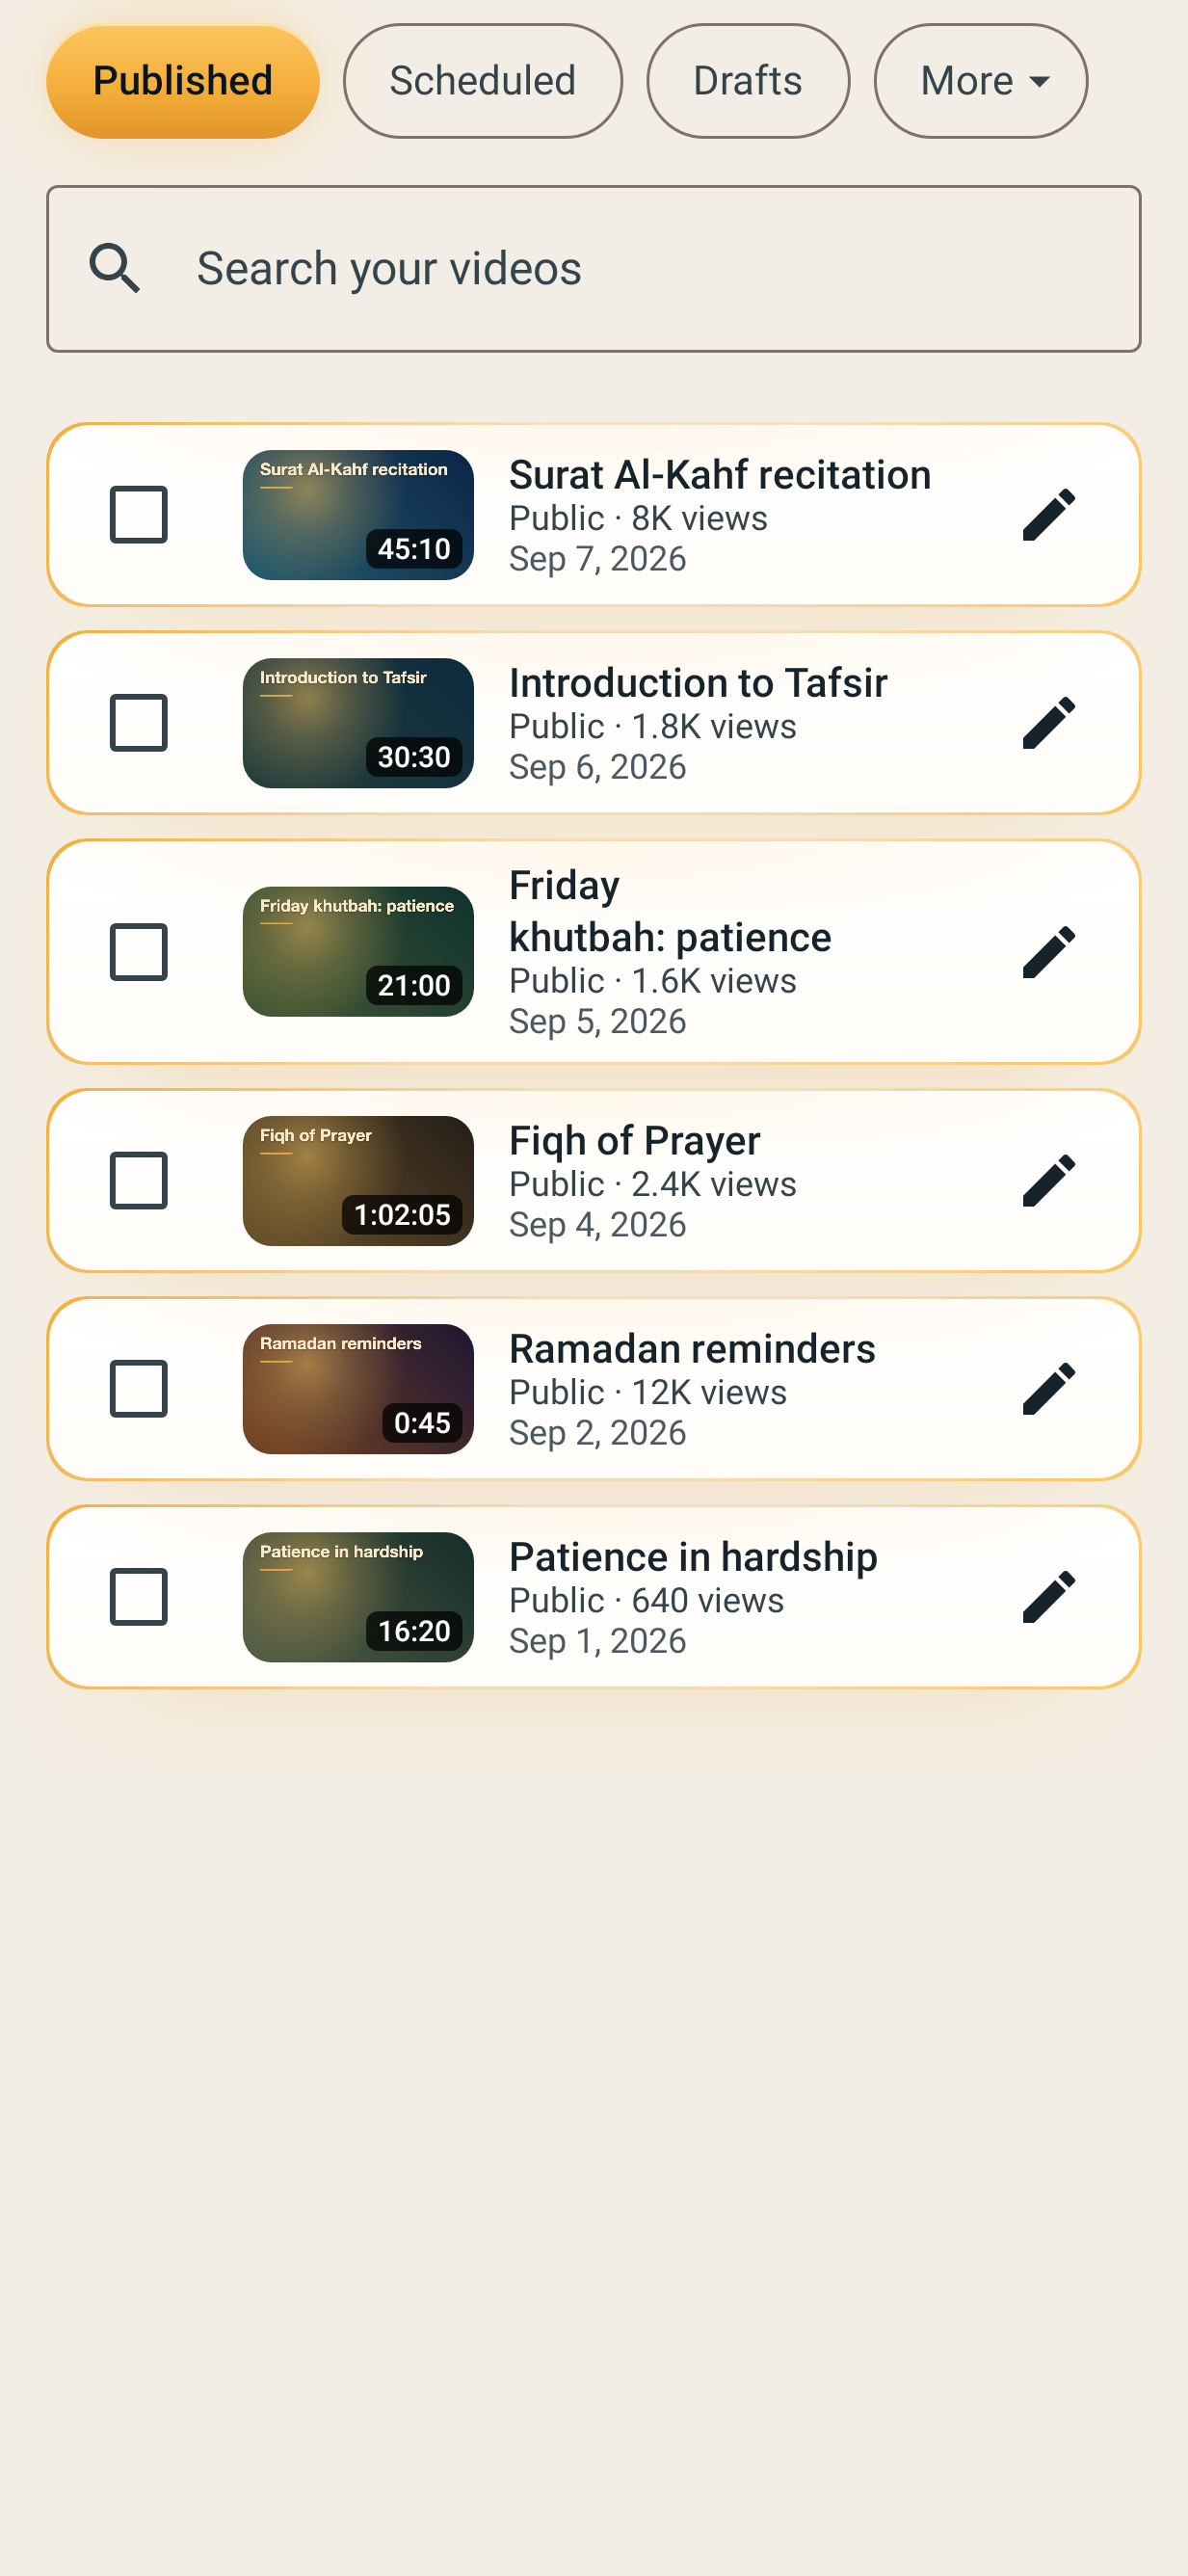 Published
Scheduled
Drafts
More
Search your videos
Surat Al-Kahf recitation
45:10
Surat Al-Kahf recitation
Public · 8K views
Sep 7, 2026
Introduction to Tafsir
30:30
Introduction to Tafsir
Public · 1.8K views
Sep 6, 2026
Friday khutbah: patience
21:00
Friday
khutbah: patience
Public · 1.6K views
Sep 5, 2026
Fiqh of Prayer
1:02:05
Fiqh of Prayer
Public · 2.4K views
Sep 4, 2026
Ramadan reminders
0:45
Ramadan reminders
Public · 12K views
Sep 2, 2026
Patience in hardship
16:20
Patience in hardship
Public · 640 views
Sep 1, 2026